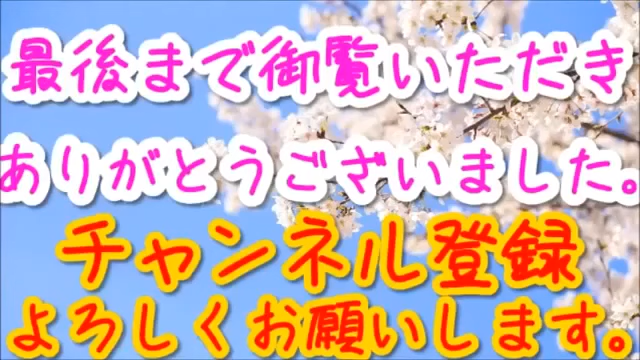 最後まで御覧いただき
ありがとうございました。
チャンネル登録
よろしくお願いします。